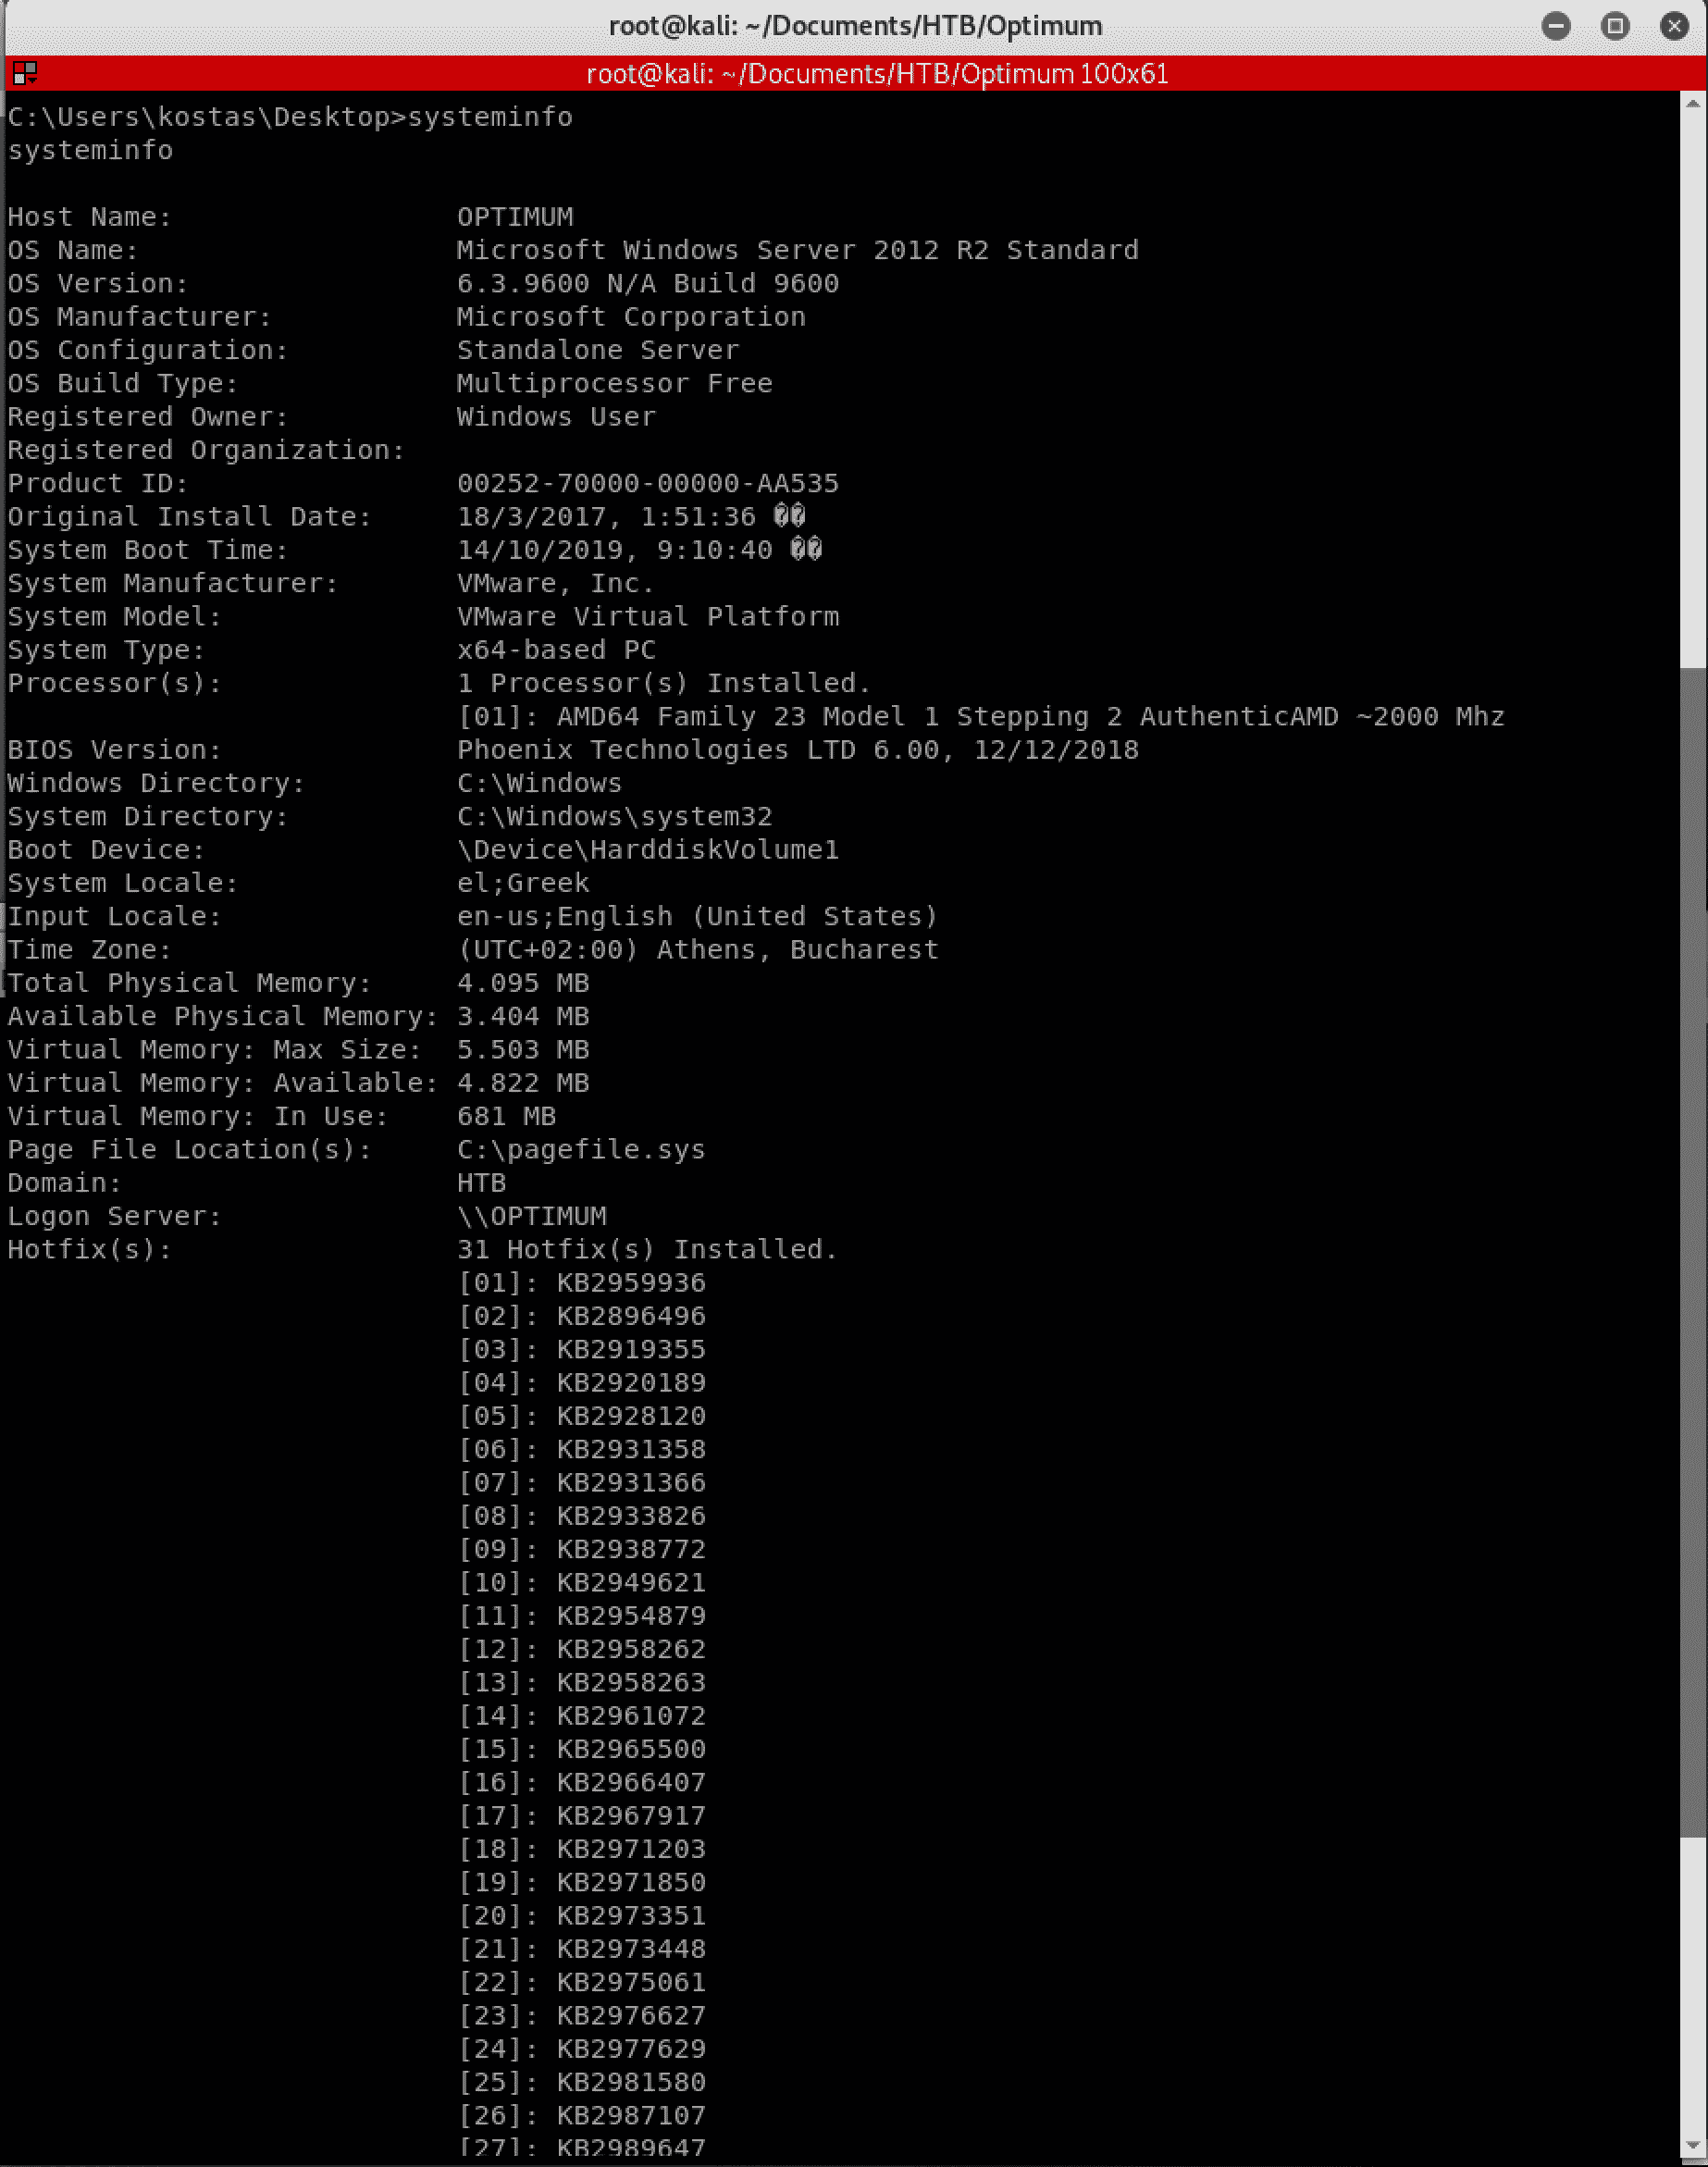 root@kali: ~/Documents/HTB/Optimum
root@kali: ~/Documents/HTB/Optimum 100x61
C:\Users\kostas\Desktop>systeminfo
systeminfo
Host Name: OPTIMUM
OS Name: Microsoft Windows Server 2012 R2 Standard
OS Version: 6.3.9600 N/A Build 9600
OS Manufacturer: Microsoft Corporation
OS Configuration: Standalone Server
OS Build Type: Multiprocessor Free
Registered Owner: Windows User
Registered Organization:
Product ID: 00252-70000-00000-AA535
Original Install Date: 18/3/2017, 1:51:36 ��
System Boot Time: 14/10/2019, 9:10:40 ��
System Manufacturer: VMware, Inc.
System Model: VMware Virtual Platform
System Type: x64-based PC
Processor(s): 1 Processor(s) Installed.
[01]: AMD64 Family 23 Model 1 Stepping 2 AuthenticAMD ~2000 Mhz
BIOS Version: Phoenix Technologies LTD 6.00, 12/12/2018
Windows Directory: C:\Windows
System Directory: C:\Windows\system32
Boot Device: \Device\HarddiskVolume1
System Locale: el;Greek
Input Locale: en-us;English (United States)
Time Zone: (UTC+02:00) Athens, Bucharest
Total Physical Memory: 4.095 MB
Available Physical Memory: 3.404 MB
Virtual Memory: Max Size: 5.503 MB
Virtual Memory: Available: 4.822 MB
Virtual Memory: In Use: 681 MB
Page File Location(s): C:\pagefile.sys
Domain: HTB
Logon Server: \\OPTIMUM
Hotfix(s): 31 Hotfix(s) Installed.
[01]: KB2959936
[02]: KB2896496
[03]: KB2919355
[04]: KB2920189
[05]: KB2928120
[06]: KB2931358
[07]: KB2931366
[08]: KB2933826
[09]: KB2938772
[10]: KB2949621
[11]: KB2954879
[12]: KB2958262
[13]: KB2958263
[14]: KB2961072
[15]: KB2965500
[16]: KB2966407
[17]: KB2967917
[18]: KB2971203
[19]: KB2971850
[20]: KB2973351
[21]: KB2973448
[22]: KB2975061
[23]: KB2976627
[24]: KB2977629
[25]: KB2981580
[26]: KB2987107
[27]: KB2989647